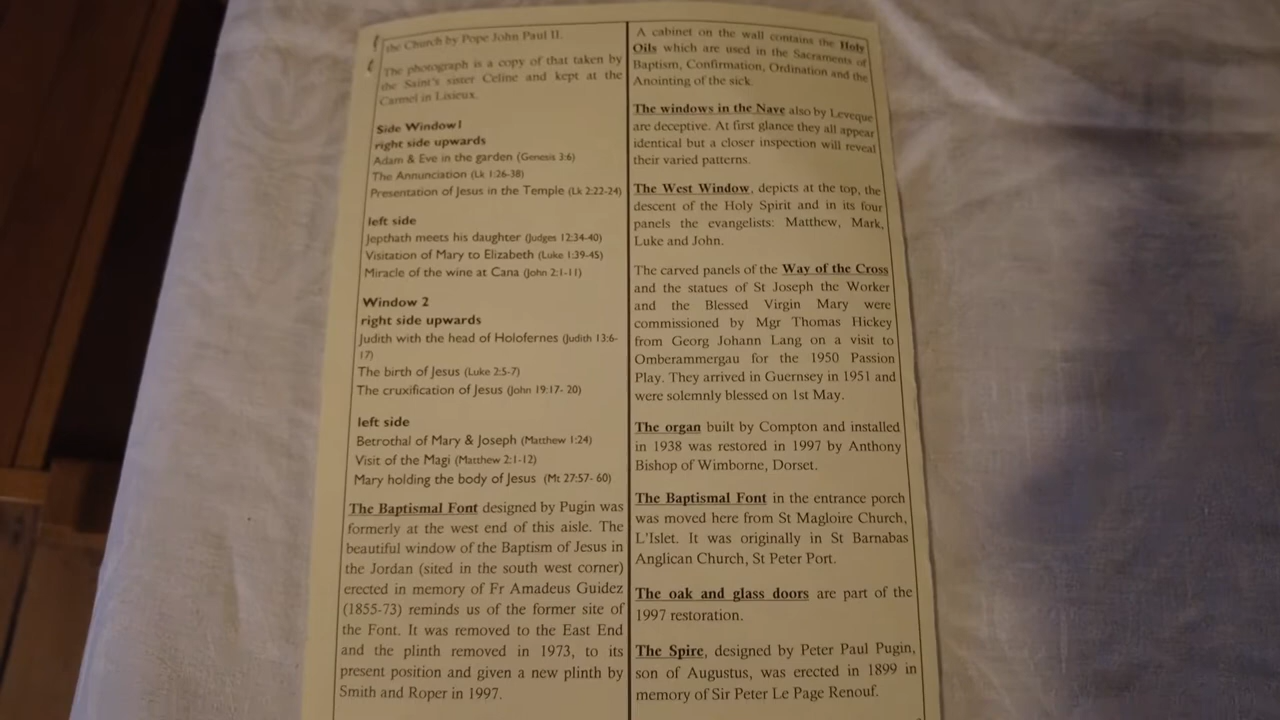 the Church by Pope John Paul II.
The photograph is a copy of that taken by
the Saint's sister Celine and kept at the
Carmel in Lisieux.
Side Window1
right side upwards
Adam & Eve in the garden (Genesis 3:6)
The Annunciation (Lk 1:26-38)
Presentation of Jesus in the Temple (Lk 2:22-24)
left side
Jepthath meets his daughter (Judges 12:34-40)
Visitation of Mary to Elizabeth (Luke 1:39-45)
Miracle of the wine at Cana (John 2:1-11)
Window 2
right side upwards
Judith with the head of Holofernes (Judith 13:6-
17)
The birth of Jesus (Luke 2:5-7)
The cruxification of Jesus (John 19:17- 20)
left side
Betrothal of Mary & Joseph (Matthew 1:24)
Visit of the Magi (Matthew 2:1-12)
Mary holding the body of Jesus (Mt 27:57- 60)
The Baptismal Font designed by Pugin was
formerly at the west end of this aisle. The
beautiful window of the Baptism of Jesus in
the Jordan (sited in the south west corner)
erected in memory of Fr Amadeus Guidez
(1855-73) reminds us of the former site of
the Font. It was removed to the East End
and the plinth removed in 1973, to its
present position and given a new plinth by
Smith and Roper in 1997.
A cabinet on the wall contains the Holy
Oils which are used in the Sacraments of
Baptism, Confirmation, Ordination and the
Anointing of the sick.
The windows in the Nave also by Leveque
are deceptive. At first glance they all appear
identical but a closer inspection will reveal
their varied patterns.
The West Window, depicts at the top, the
descent of the Holy Spirit and in its four
panels the evangelists: Matthew, Mark,
Luke and John.
The carved panels of the Way of the Cross
and the statues of St Joseph the Worker
and the Blessed Virgin Mary were
commissioned by Mgr Thomas Hickey
from Georg Johann Lang on a visit to
Omberammergau for the 1950 Passion
Play. They arrived in Guernsey in 1951 and
were solemnly blessed on 1st May.
The organ built by Compton and installed
in 1938 was restored in 1997 by Anthony
Bishop of Wimborne, Dorset.
The Baptismal Font in the entrance porch
was moved here from St Magloire Church,
L'Islet. It was originally in St Barnabas
Anglican Church, St Peter Port.
The oak and glass doors are part of the
1997 restoration.
The Spire, designed by Peter Paul Pugin,
son of Augustus, was erected in 1899 in
memory of Sir Peter Le Page Renouf.